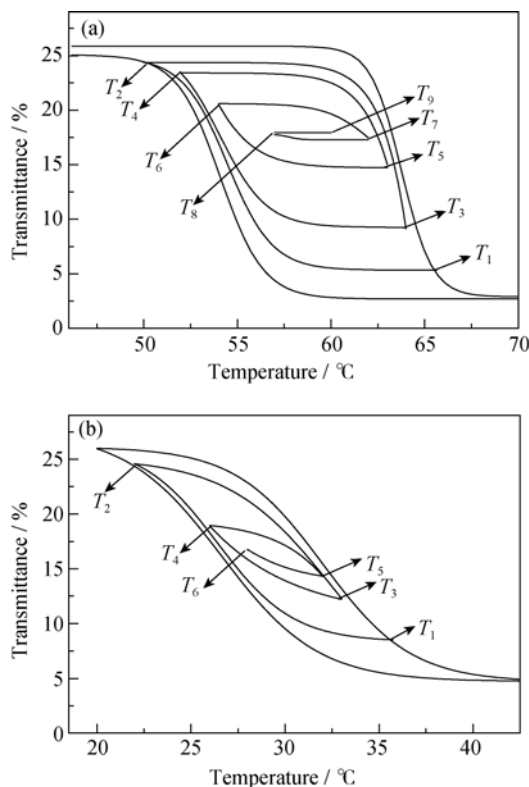 (a)
25
20
15
10
5
0
Transmittance / %
T2
T4
T6
T8
T9
T7
T5
T3
T1
50
55
60
65
70
Temperature / ℃
(b)
30
25
20
15
10
5
0
Transmittance / %
T2
T4
T6
T5
T3
T1
20
25
30
35
40
Temperature / ℃